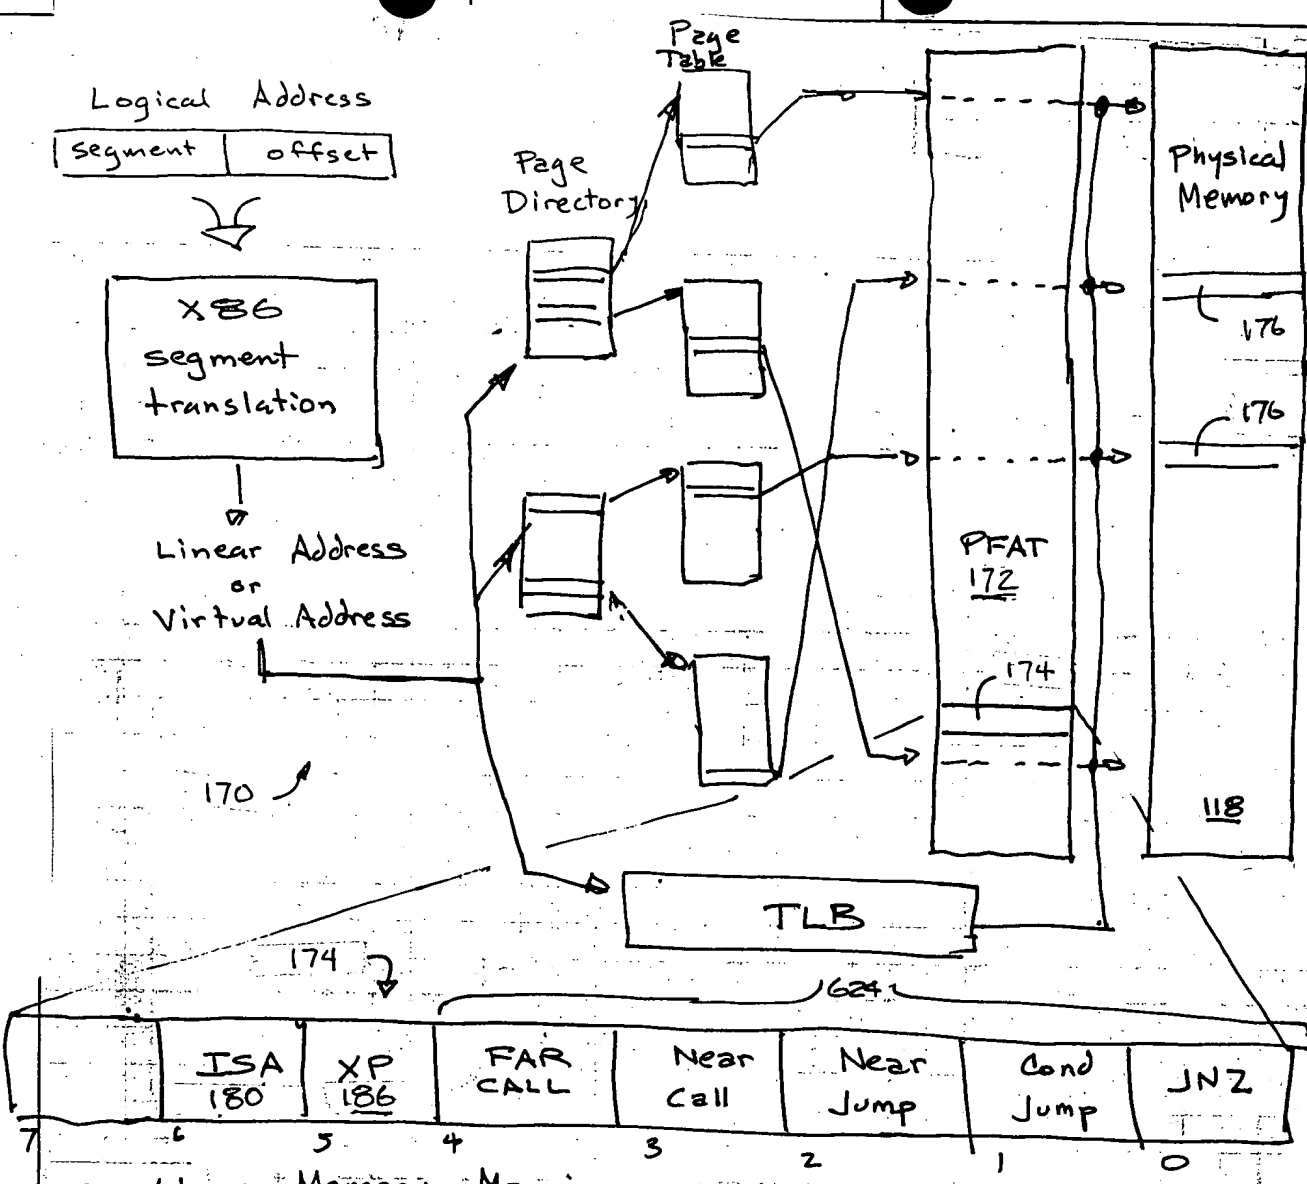 Page
Table
Logical Address
segment offset
Page
Directory
Physical
Memory
X86
segment
translation
176
176
Linear Address
or
Virtual Address
PFAT
172
174
170
118
TLB
174
624
ISA
180
XP
186
FAR
CALL
Near
Call
Near
Jump
Cond
Jump
JNZ
7 6 5 4 3 2 1 0
Memory